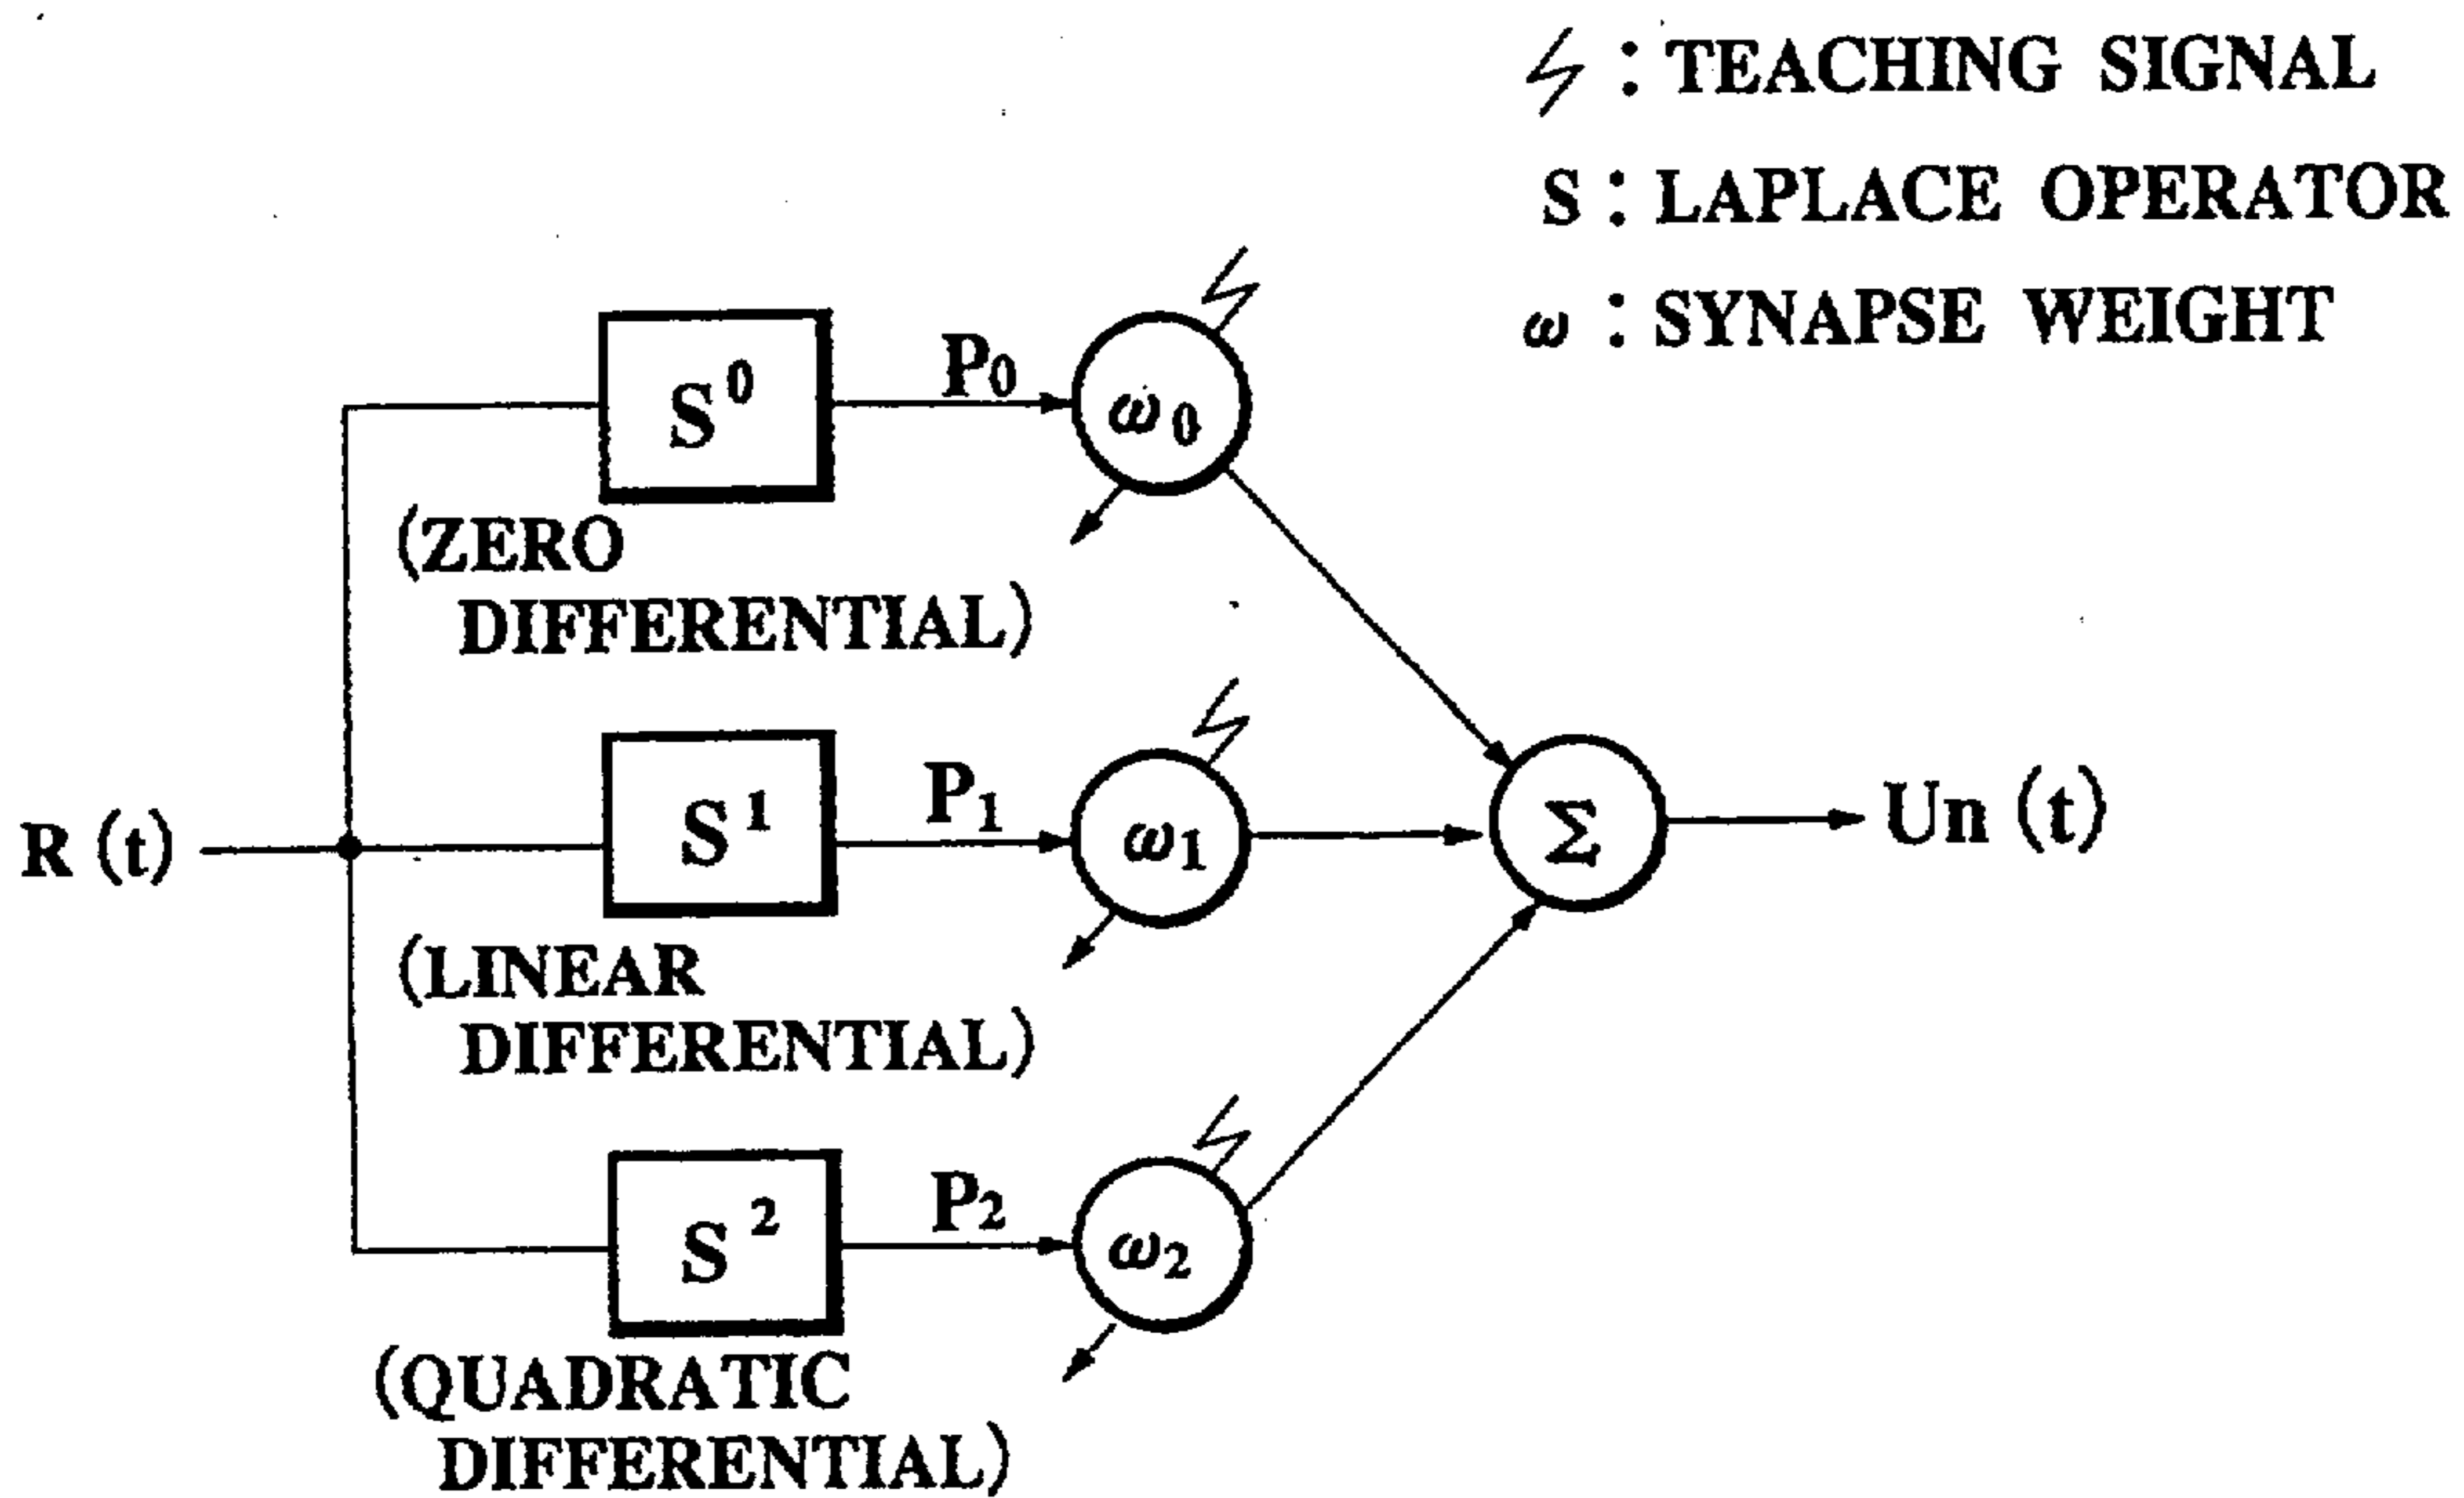 : TEACHING SIGNAL
S : LAPLACE OPERATOR
ω : SYNAPSE WEIGHT
S⁰
P₀
ω₀
(ZERO
DIFFERENTIAL)
R (t)
S¹
P₁
ω₁
Σ
Un (t)
(LINEAR
DIFFERENTIAL)
S²
P₂
ω₂
(QUADRATIC
DIFFERENTIAL)